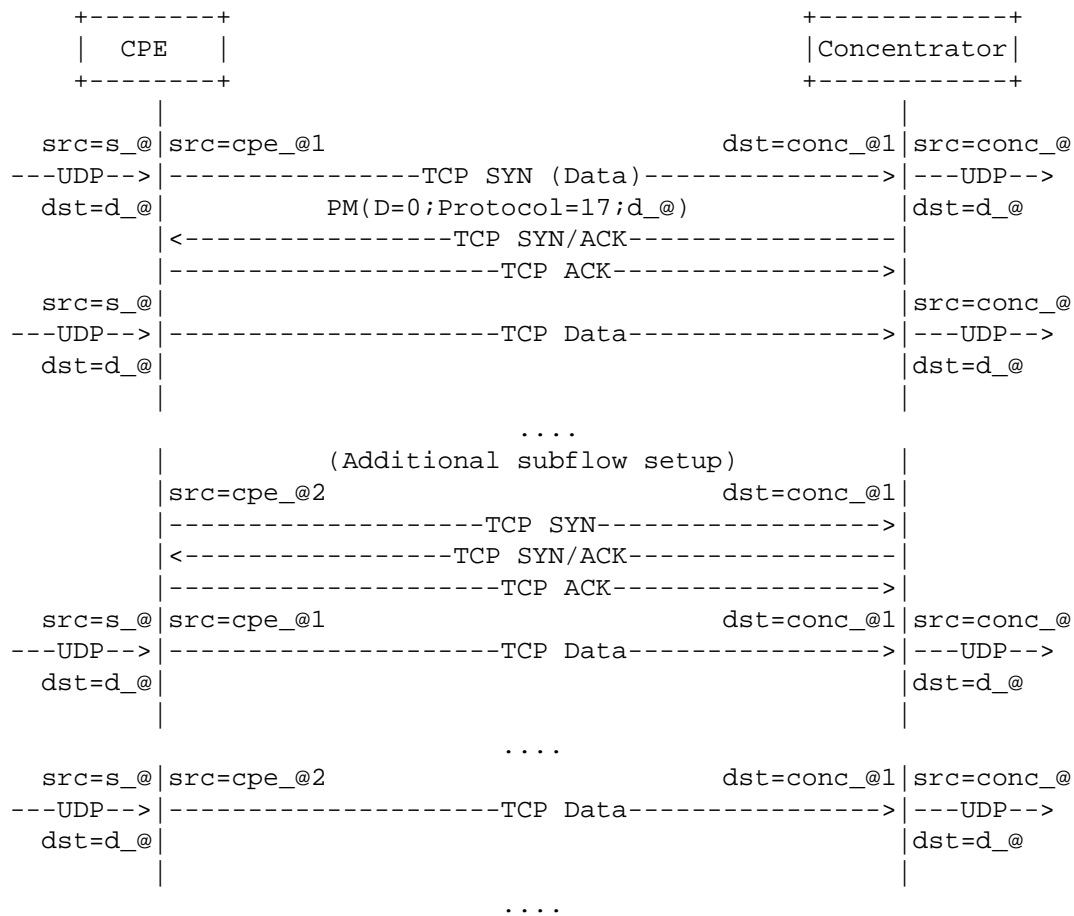 +--------+                                    +------------+
|  CPE   |                                    |Concentrator|
+--------+                                    +------------+
|                                              |
src=s_@|src=cpe_@1                         dst=conc_@1|src=conc_@
---UDP-->|----------------TCP SYN (Data)--------------->|---UDP-->
dst=d_@|          PM(D=0;Protocol=17;d_@)             |dst=d_@
|<-----------------TCP SYN/ACK-----------------|
|---------------------TCP ACK----------------->|
src=s_@|                                              |src=conc_@
---UDP-->|---------------------TCP Data---------------->|---UDP-->
dst=d_@|                                              |dst=d_@
|                                              |
....
|          (Additional subflow setup)          |
|src=cpe_@2                         dst=conc_@1|
|--------------------TCP SYN------------------>|
|<-----------------TCP SYN/ACK-----------------|
|---------------------TCP ACK----------------->|
src=s_@|src=cpe_@1                         dst=conc_@1|src=conc_@
---UDP-->|---------------------TCP Data---------------->|---UDP-->
dst=d_@|                                              |dst=d_@
|                                              |
....
src=s_@|src=cpe_@2                         dst=conc_@1|src=conc_@
---UDP-->|---------------------TCP Data---------------->|---UDP-->
dst=d_@|                                              |dst=d_@
|                                              |
....